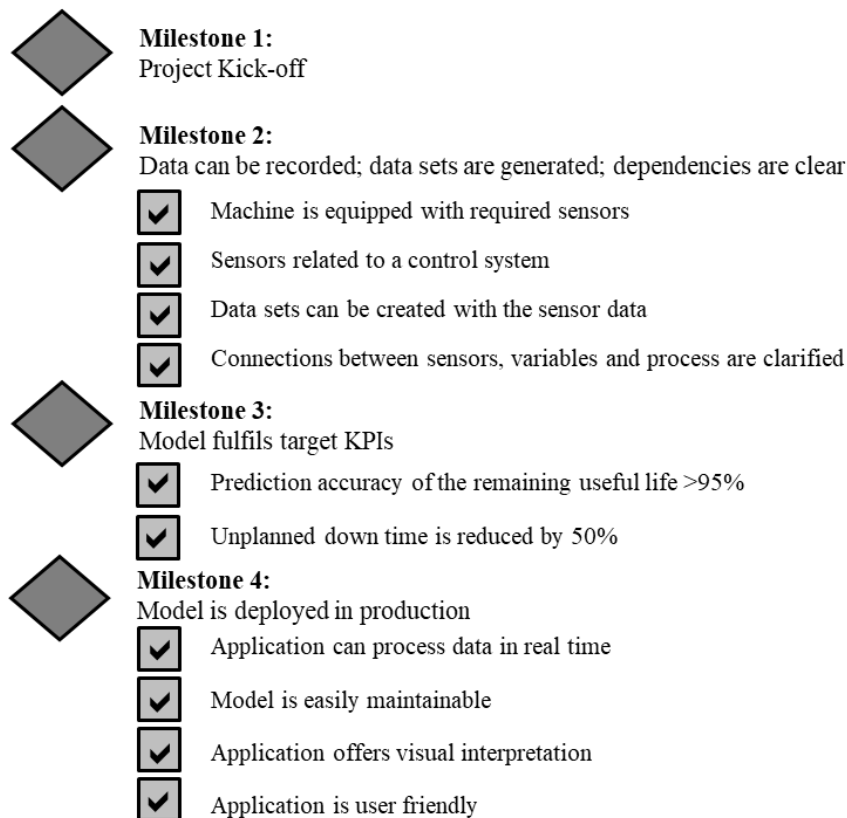 Milestone 1:
Project Kick-off
Milestone 2:
Data can be recorded; data sets are generated; dependencies are clear
Machine is equipped with required sensors
Sensors related to a control system
Data sets can be created with the sensor data
Connections between sensors, variables and process are clarified
Milestone 3:
Model fulfils target KPIs
Prediction accuracy of the remaining useful life >95%
Unplanned down time is reduced by 50%
Milestone 4:
Model is deployed in production
Application can process data in real time
Model is easily maintainable
Application offers visual interpretation
Application is user friendly